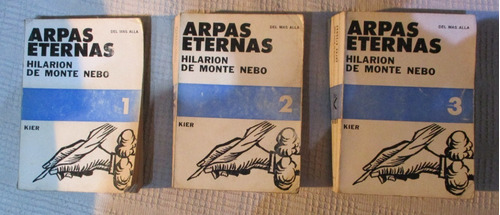 ARPAS
ETERNAS
DEL MAS ALLA
HILARION
DE MONTE NEBO
1
KIER
ARPAS
ETERNAS
DEL MAS ALLA
HILARION
DE MONTE NEBO
2
KIER
ARPAS
ETERNAS
DEL MAS ALLA
HILARION
DE MONTE NEBO
3
KIER